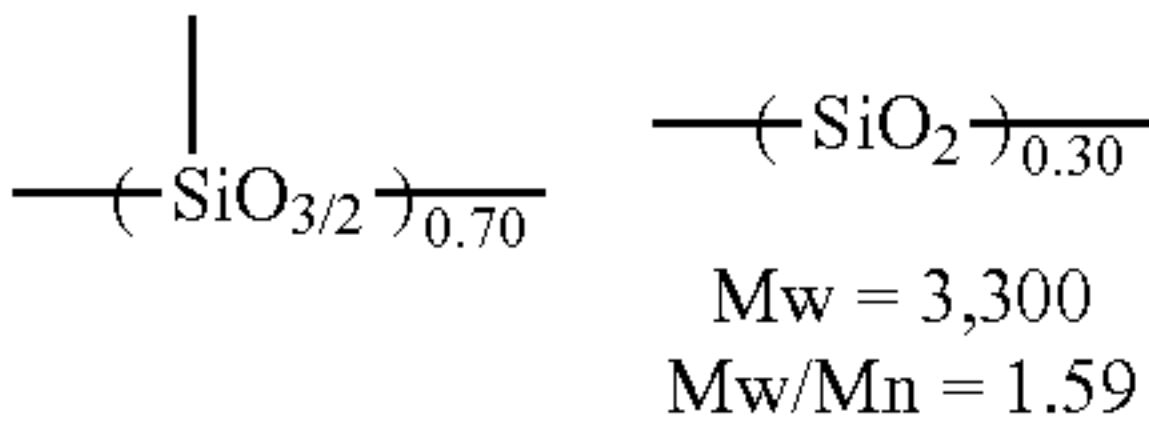 (SiO3/2)0.70
(SiO2)0.30
Mw = 3,300
Mw/Mn = 1.59